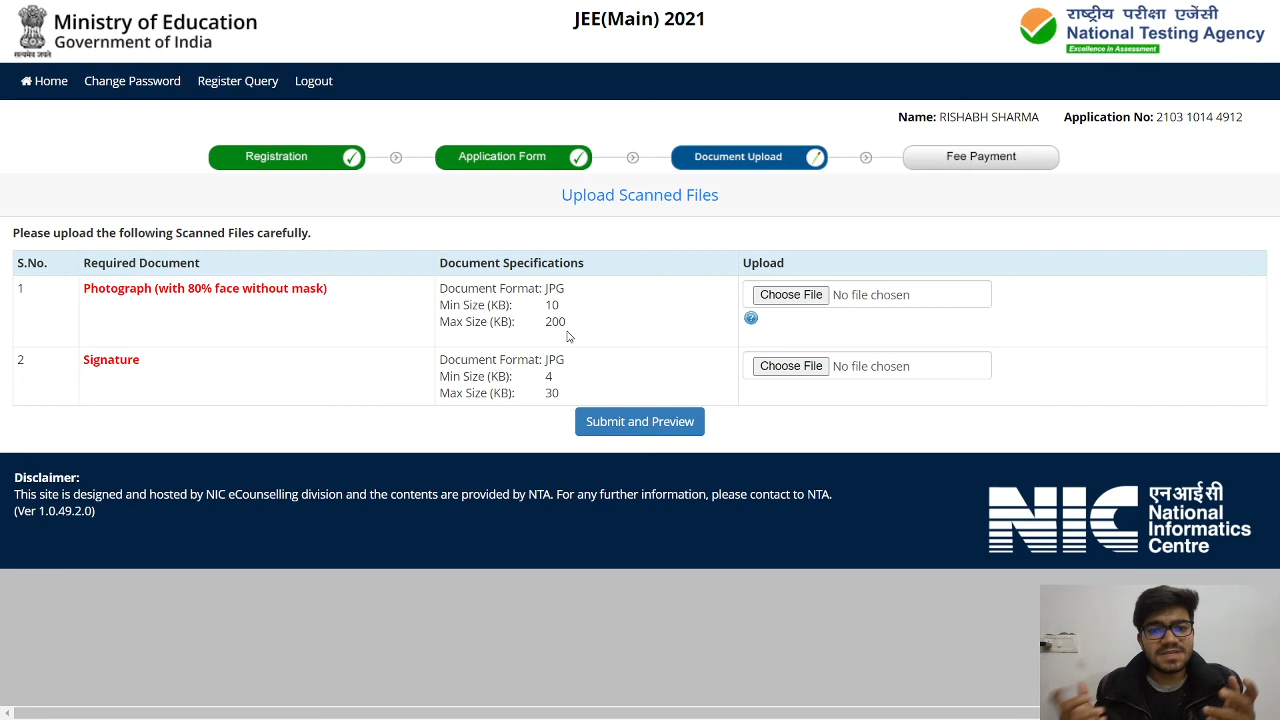 Ministry of Education
Government of India
सत्यमेव जयते
JEE(Main) 2021
राष्ट्रीय परीक्षा एजेंसी
National Testing Agency
Excellence in Assessment
Home Change Password Register Query Logout
Name: RISHABH SHARMA Application No: 2103 1014 4912
Registration Application Form Document Upload Fee Payment
Upload Scanned Files
Please upload the following Scanned Files carefully.
S.No. Required Document Document Specifications Upload
1 Photograph (with 80% face without mask) Document Format: JPG Choose File No file chosen
Min Size (KB): 10
Max Size (KB): 200
?
2 Signature Document Format: JPG Choose File No file chosen
Min Size (KB): 4
Max Size (KB): 30
Submit and Preview
Disclaimer:
This site is designed and hosted by NIC eCounselling division and the contents are provided by NTA. For any further information, please contact to NTA.
(Ver 1.0.49.2.0)
NIC
एनआईसी
National
Informatics
Centre